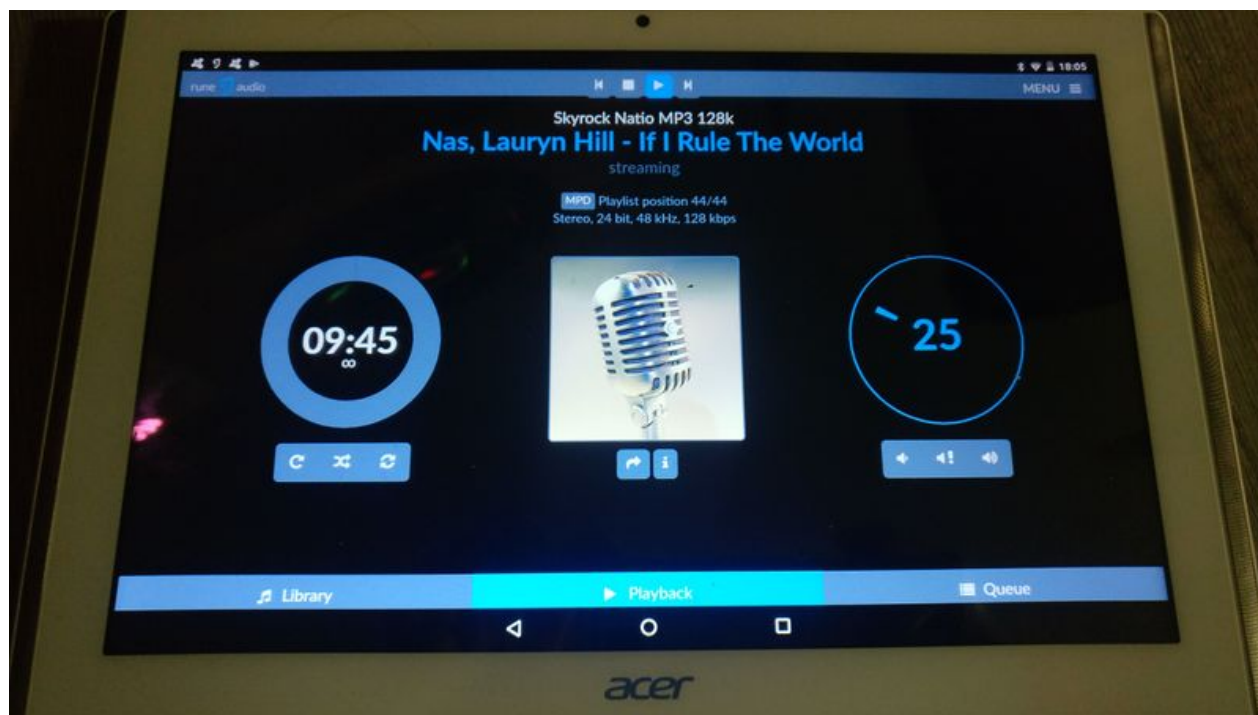 18:05
rune audio
MENU
Skyrock Natio MP3 128k
Nas, Lauryn Hill - If I Rule The World
streaming
MPD Playlist position 44/44
Stereo, 24 bit, 48 kHz, 128 kbps
09:45
∞
25
Library
Playback
Queue
acer